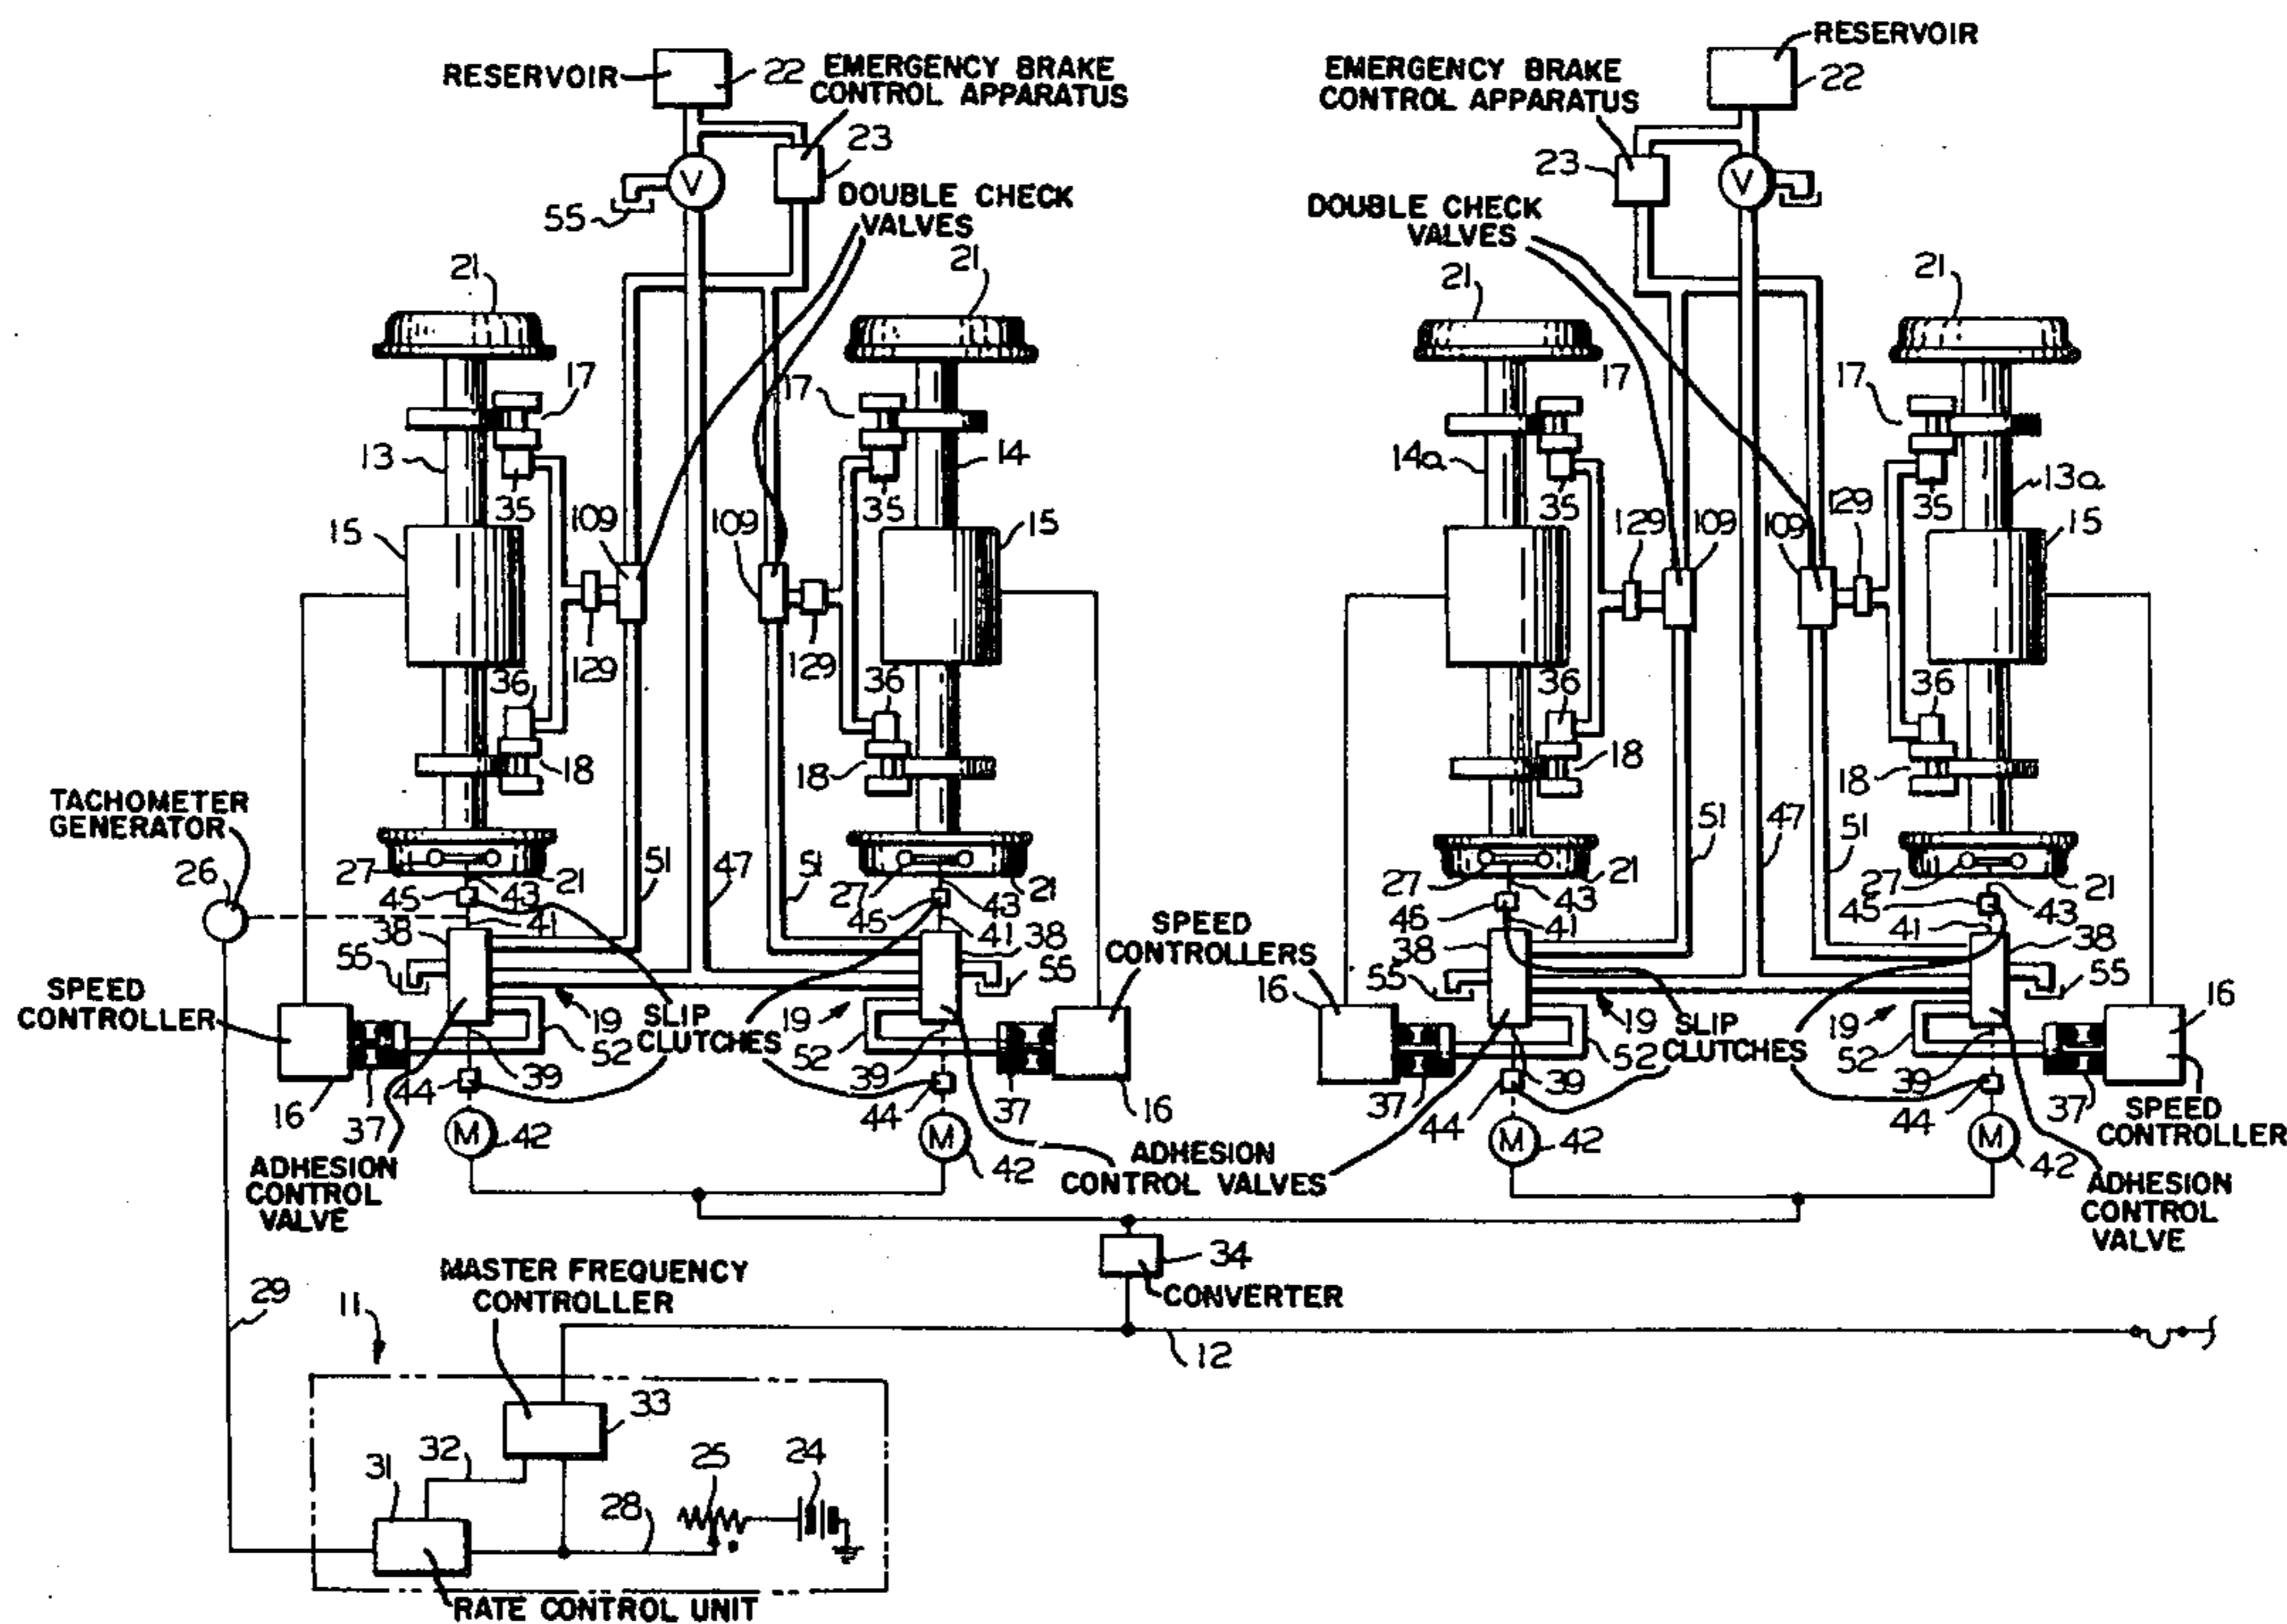 RESERVOIR
22
EMERGENCY BRAKE
CONTROL APPARATUS
23
V
55
DOUBLE CHECK
VALVES
EMERGENCY BRAKE
CONTROL APPARATUS
RESERVOIR
22
23
V
DOUBLE CHECK
VALVES
21
21
21
21
17
17
17
17
13
14
14a
13a
35
35
35
35
109
109
129
109
109
129
15
15
15
129
129
36
36
36
36
18
18
18
18
TACHOMETER
GENERATOR
26
27
21
45
43
41
38
55
51
47
51
27
21
45
43
41
38
55
27
21
46
43
41
38
55
51
47
51
27
21
45
43
41
38
55
SPEED
CONTROLLER
16
37
52
19
SLIP
CLUTCHES
19
52
39
39
44
44
37
16
M
42
M
42
SPEED
CONTROLLERS
16
37
52
19
SLIP
CLUTCHES
19
52
39
39
44
44
37
16
M
42
M
42
SPEED
CONTROLLER
ADHESION
CONTROL
VALVE
ADHESION
CONTROL VALVES
ADHESION
CONTROL
VALVE
34
CONVERTER
12
29
11
MASTER FREQUENCY
CONTROLLER
33
32
31
28
25
24
RATE CONTROL UNIT